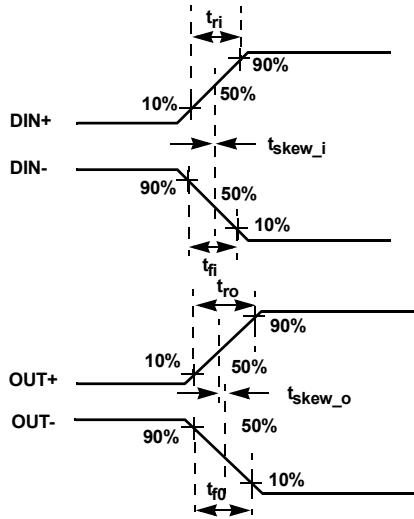 tri
90%
10%
50%
DIN+
tskew_i
DIN-
90%
50%
10%
tfi
tro
90%
10%
50%
OUT+
tskew_o
OUT-
90%
50%
10%
tf0